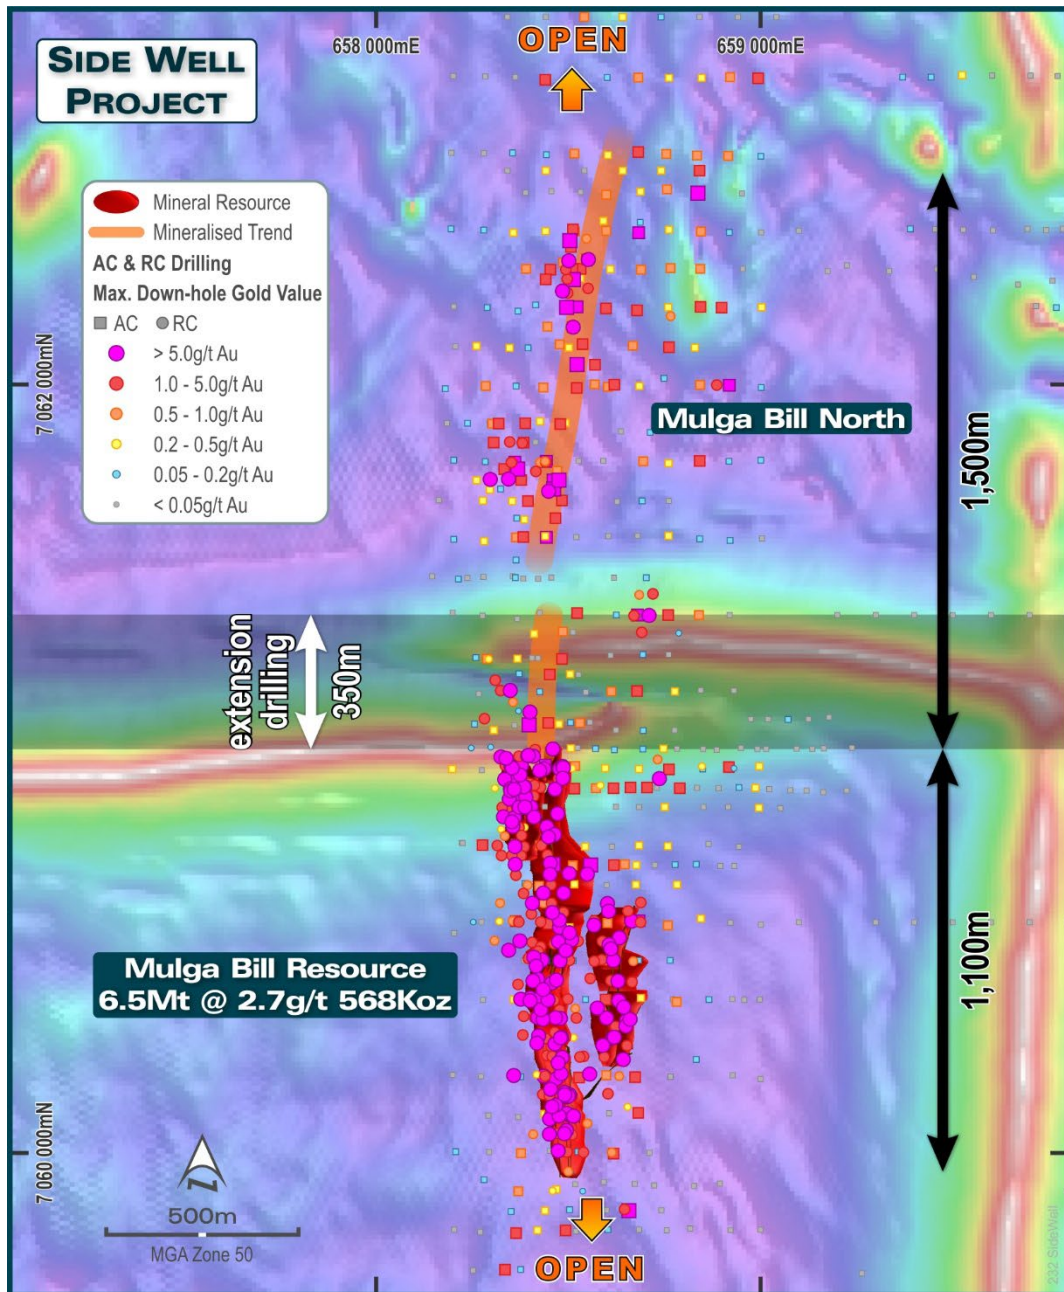 SIDE WELL
PROJECT
658 000mE
OPEN
659 000mE
Mineral Resource
Mineralised Trend
AC & RC Drilling
Max. Down-hole Gold Value
AC RC
> 5.0g/t Au
1.0 - 5.0g/t Au
0.5 - 1.0g/t Au
0.2 - 0.5g/t Au
0.05 - 0.2g/t Au
< 0.05g/t Au
7 062 000mN
Mulga Bill North
1,500m
extension
drilling
350m
1,100m
Mulga Bill Resource
6.5Mt @ 2.7g/t 568Koz
7 060 000mN
N
500m
MGA Zone 50
OPEN
232 SideWell